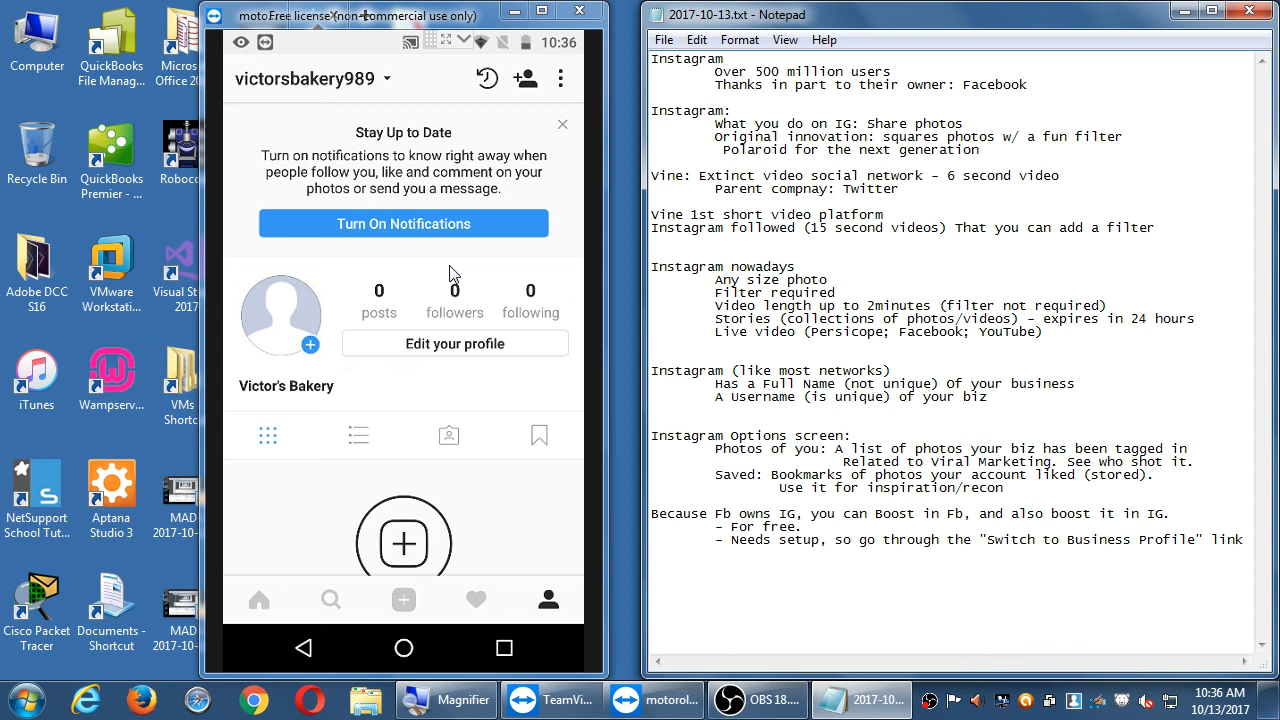 Computer
QuickBooks
File Manag...
Micros
Office 20
Recycle Bin
QuickBooks
Premier - ...
Roboco
Adobe DCC
S16
VMware
Workstati...
Visual St
2017
iTunes
Wampserv...
VMs
Shortc
NetSupport
School Tut...
Aptana
Studio 3
MAD
2017-10-
Cisco Packet
Tracer
Documents -
Shortcut
MAD
2017-10-
moto Free license (non-commercial use only)
10:36
victorsbakery989
Stay Up to Date
Turn on notifications to know right away when
people follow you, like and comment on your
photos or send you a message.
Turn On Notifications
0 0 0
posts followers following
Edit your profile
Victor's Bakery
2017-10-13.txt - Notepad
File Edit Format View Help
Instagram
Over 500 million users
Thanks in part to their owner: Facebook
Instagram:
What you do on IG: Share photos
Original innovation: squares photos w/ a fun filter
Polaroid for the next generation
Vine: Extinct video social network - 6 second video
Parent compnay: Twitter
Vine 1st short video platform
Instagram followed (15 second videos) That you can add a filter
Instagram nowadays
Any size photo
Filter required
Video length up to 2minutes (filter not required)
Stories (collections of photos/videos) - expires in 24 hours
Live video (Persicope; Facebook; YouTube)
Instagram (like most networks)
Has a Full Name (not unique) Of your business
A Username (is unique) of your biz
Instagram Options screen:
Photos of you: A list of photos your biz has been tagged in
Related to Viral Marketing. See who shot it.
Saved: Bookmarks of photos your account liked (stored).
Use it for inspiration/recon
Because Fb owns IG, you can Boost in Fb, and also boost it in IG.
- For free.
- Needs setup, so go through the "Switch to Business Profile" link
Magnifier
TeamVi...
motorol...
OBS 18....
2017-10...
10:36 AM
10/13/2017